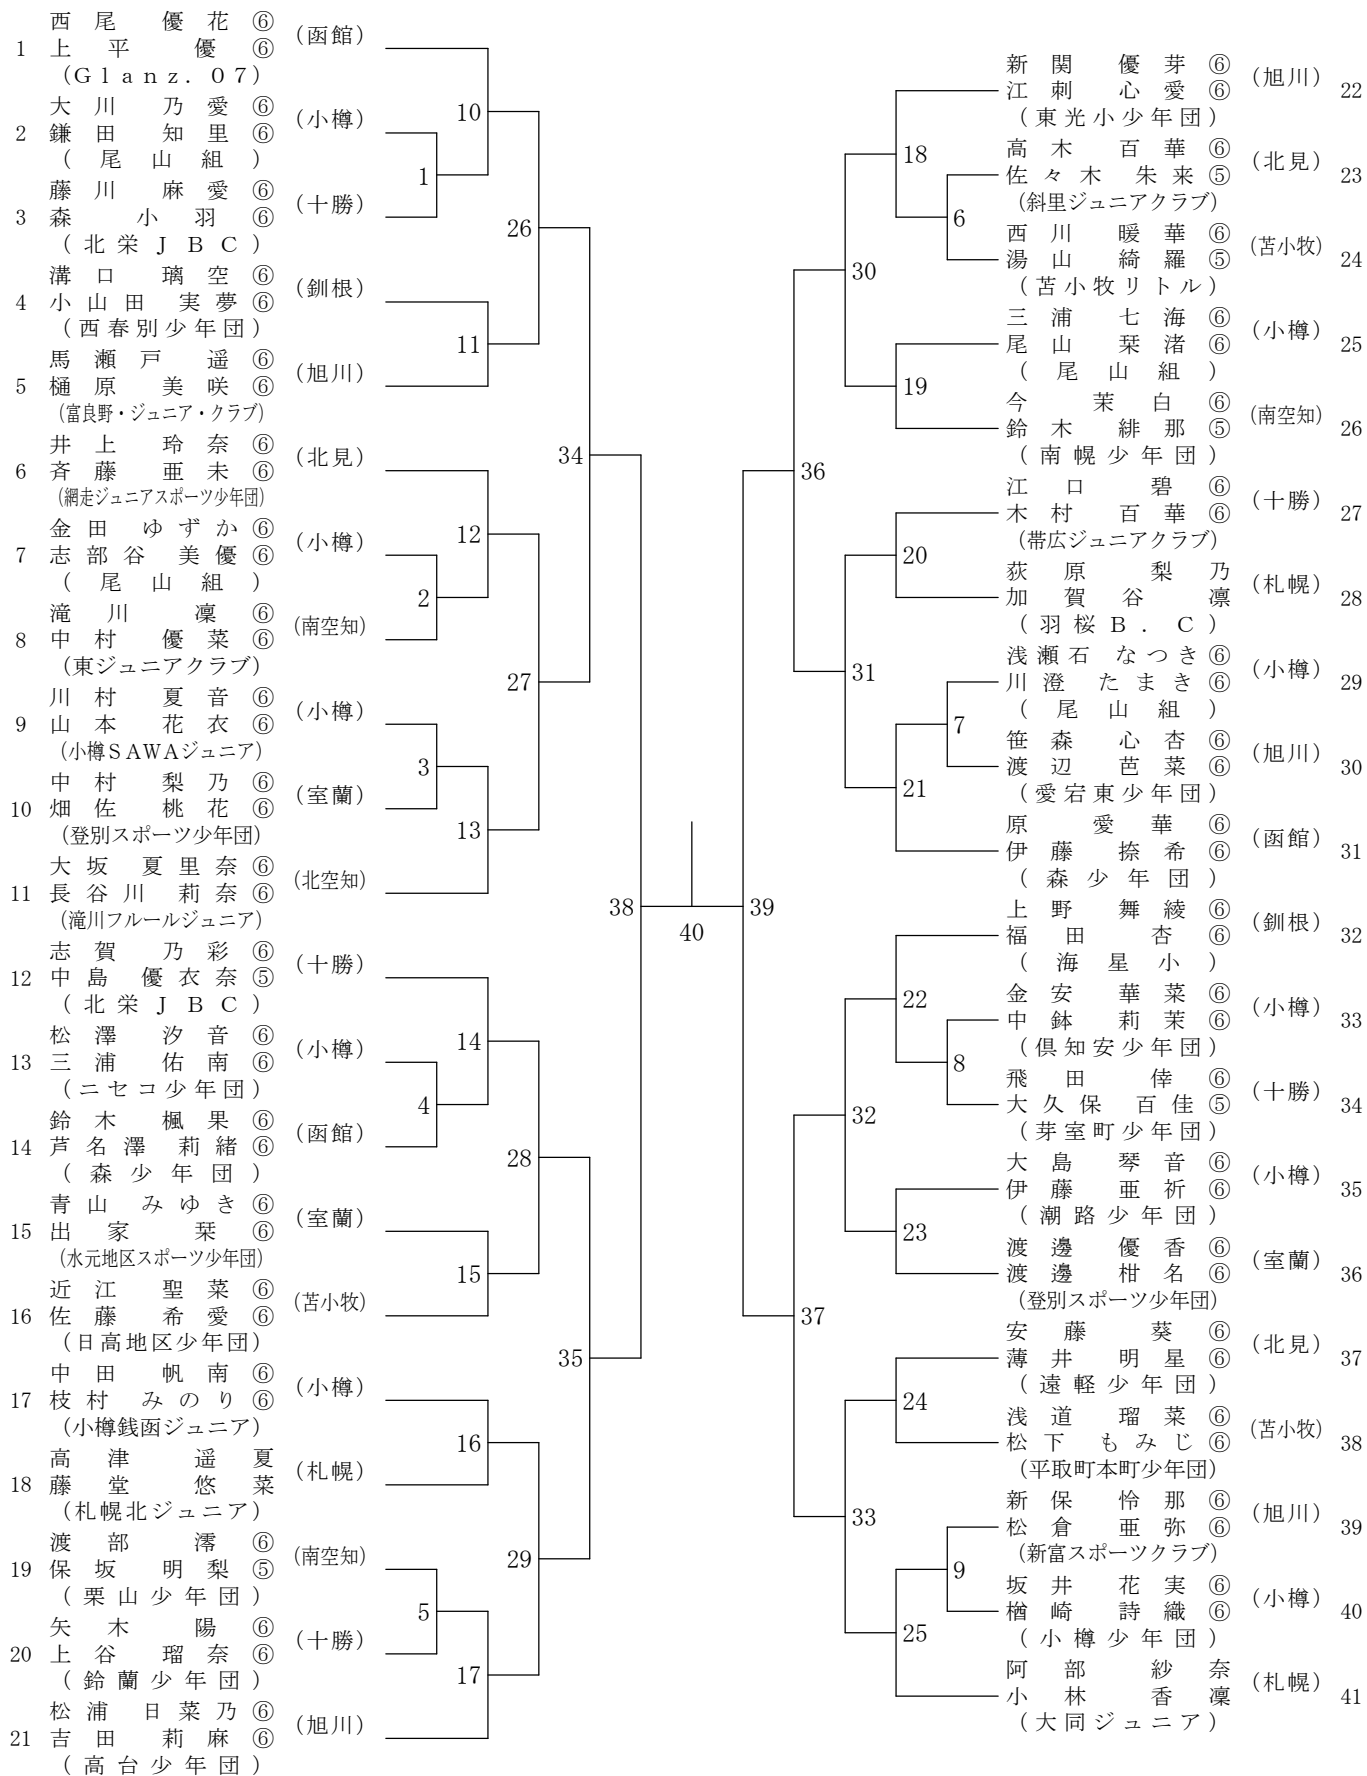 西尾 優花 ⑥
1 上平 優 ⑥ (函館)
(Glanz.07)
大川 乃愛 ⑥
2 鎌田 知里 ⑥ (小樽)
(尾山組)
藤川 麻愛 ⑥
3 森 小羽 ⑥ (十勝)
(北栄JBC)
溝口 璃空 ⑥
4 小山田 実夢 ⑥ (釧根)
(西春別少年団)
馬瀬戸 遥 ⑥
5 樋原 美咲 ⑥ (旭川)
(富良野・ジュニア・クラブ)
井上 玲奈 ⑥
6 斉藤 亜未 ⑥ (北見)
(網走ジュニアスポーツ少年団)
金田 ゆずか ⑥
7 志部谷 美優 ⑥ (小樽)
(尾山組)
滝川 凜 ⑥
8 中村 優菜 ⑥ (南空知)
(東ジュニアクラブ)
川村 夏音 ⑥
9 山本 花衣 ⑥ (小樽)
(小樽SAWAジュニア)
中村 梨乃 ⑥
10 畑佐 桃花 ⑥ (室蘭)
(登別スポーツ少年団)
大坂 夏里奈 ⑥
11 長谷川 莉奈 ⑥ (北空知)
(滝川フルールジュニア)
志賀 乃彩 ⑥
12 中島 優衣奈 ⑤ (十勝)
(北栄JBC)
松澤 汐音 ⑥
13 三浦 佑南 ⑥ (小樽)
(ニセコ少年団)
鈴木 楓果 ⑥
14 芦名澤 莉緒 ⑥ (函館)
(森少年団)
青山 みゆき ⑥
15 出家 栞 ⑥ (室蘭)
(水元地区スポーツ少年団)
近江 聖菜 ⑥
16 佐藤 希愛 ⑥ (苫小牧)
(日高地区少年団)
中田 帆南 ⑥
17 枝村 みのり ⑥ (小樽)
(小樽銭函ジュニア)
高津 遥夏
18 藤堂 悠菜 (札幌)
(札幌北ジュニア)
渡部 澪 ⑥
19 保坂 明梨 ⑤ (南空知)
(栗山少年団)
矢木 陽 ⑥
20 上谷 瑠奈 ⑥ (十勝)
(鈴蘭少年団)
松浦 日菜乃 ⑥
21 吉田 莉麻 ⑥ (旭川)
(高台少年団)
1
2
3
4
5
10
11
12
13
14
15
16
17
26
27
28
29
34
35
38
40
39
36
37
30
31
32
33
18
19
20
21
22
23
24
25
6
7
8
9
新関 優芽 ⑥
江刺 心愛 ⑥ (旭川) 22
(東光小少年団)
高木 百華 ⑥
佐々木 朱来 ⑤ (北見) 23
(斜里ジュニアクラブ)
西川 暖華 ⑥
湯山 綺羅 ⑤ (苫小牧) 24
(苫小牧リトル)
三浦 七海 ⑥
尾山 栞渚 ⑥ (小樽) 25
(尾山組)
今 茉白 ⑥
鈴木 緋那 ⑤ (南空知) 26
(南幌少年団)
江口 碧 ⑥
木村 百華 ⑥ (十勝) 27
(帯広ジュニアクラブ)
荻原 梨乃
加賀谷 凛 (札幌) 28
(羽桜B.C)
浅瀬石 なつき ⑥
川澄 たまき ⑥ (小樽) 29
(尾山組)
笹森 心杏 ⑥
渡辺 芭菜 ⑥ (旭川) 30
(愛宕東少年団)
原 愛華 ⑥
伊藤 捺希 ⑥ (函館) 31
(森少年団)
上野 舞綾 ⑥
福田 杏 ⑥ (釧根) 32
(海星小)
金安 華菜 ⑥
中鉢 莉茉 ⑥ (小樽) 33
(倶知安少年団)
飛田 倖 ⑥
大久保 百佳 ⑤ (十勝) 34
(芽室町少年団)
大島 琴音 ⑥
伊藤 亜祈 ⑥ (小樽) 35
(潮路少年団)
渡邊 優香 ⑥
渡邊 柑名 ⑥ (室蘭) 36
(登別スポーツ少年団)
安藤 葵 ⑥
薄井 明星 ⑥ (北見) 37
(遠軽少年団)
浅道 瑠菜 ⑥
松下 もみじ ⑥ (苫小牧) 38
(平取町本町少年団)
新保 怜那 ⑥
松倉 亜弥 ⑥ (旭川) 39
(新富スポーツクラブ)
坂井 花実 ⑥
楢崎 詩織 ⑥ (小樽) 40
(小樽少年団)
阿部 紗奈
小林 香凜 (札幌) 41
(大同ジュニア)